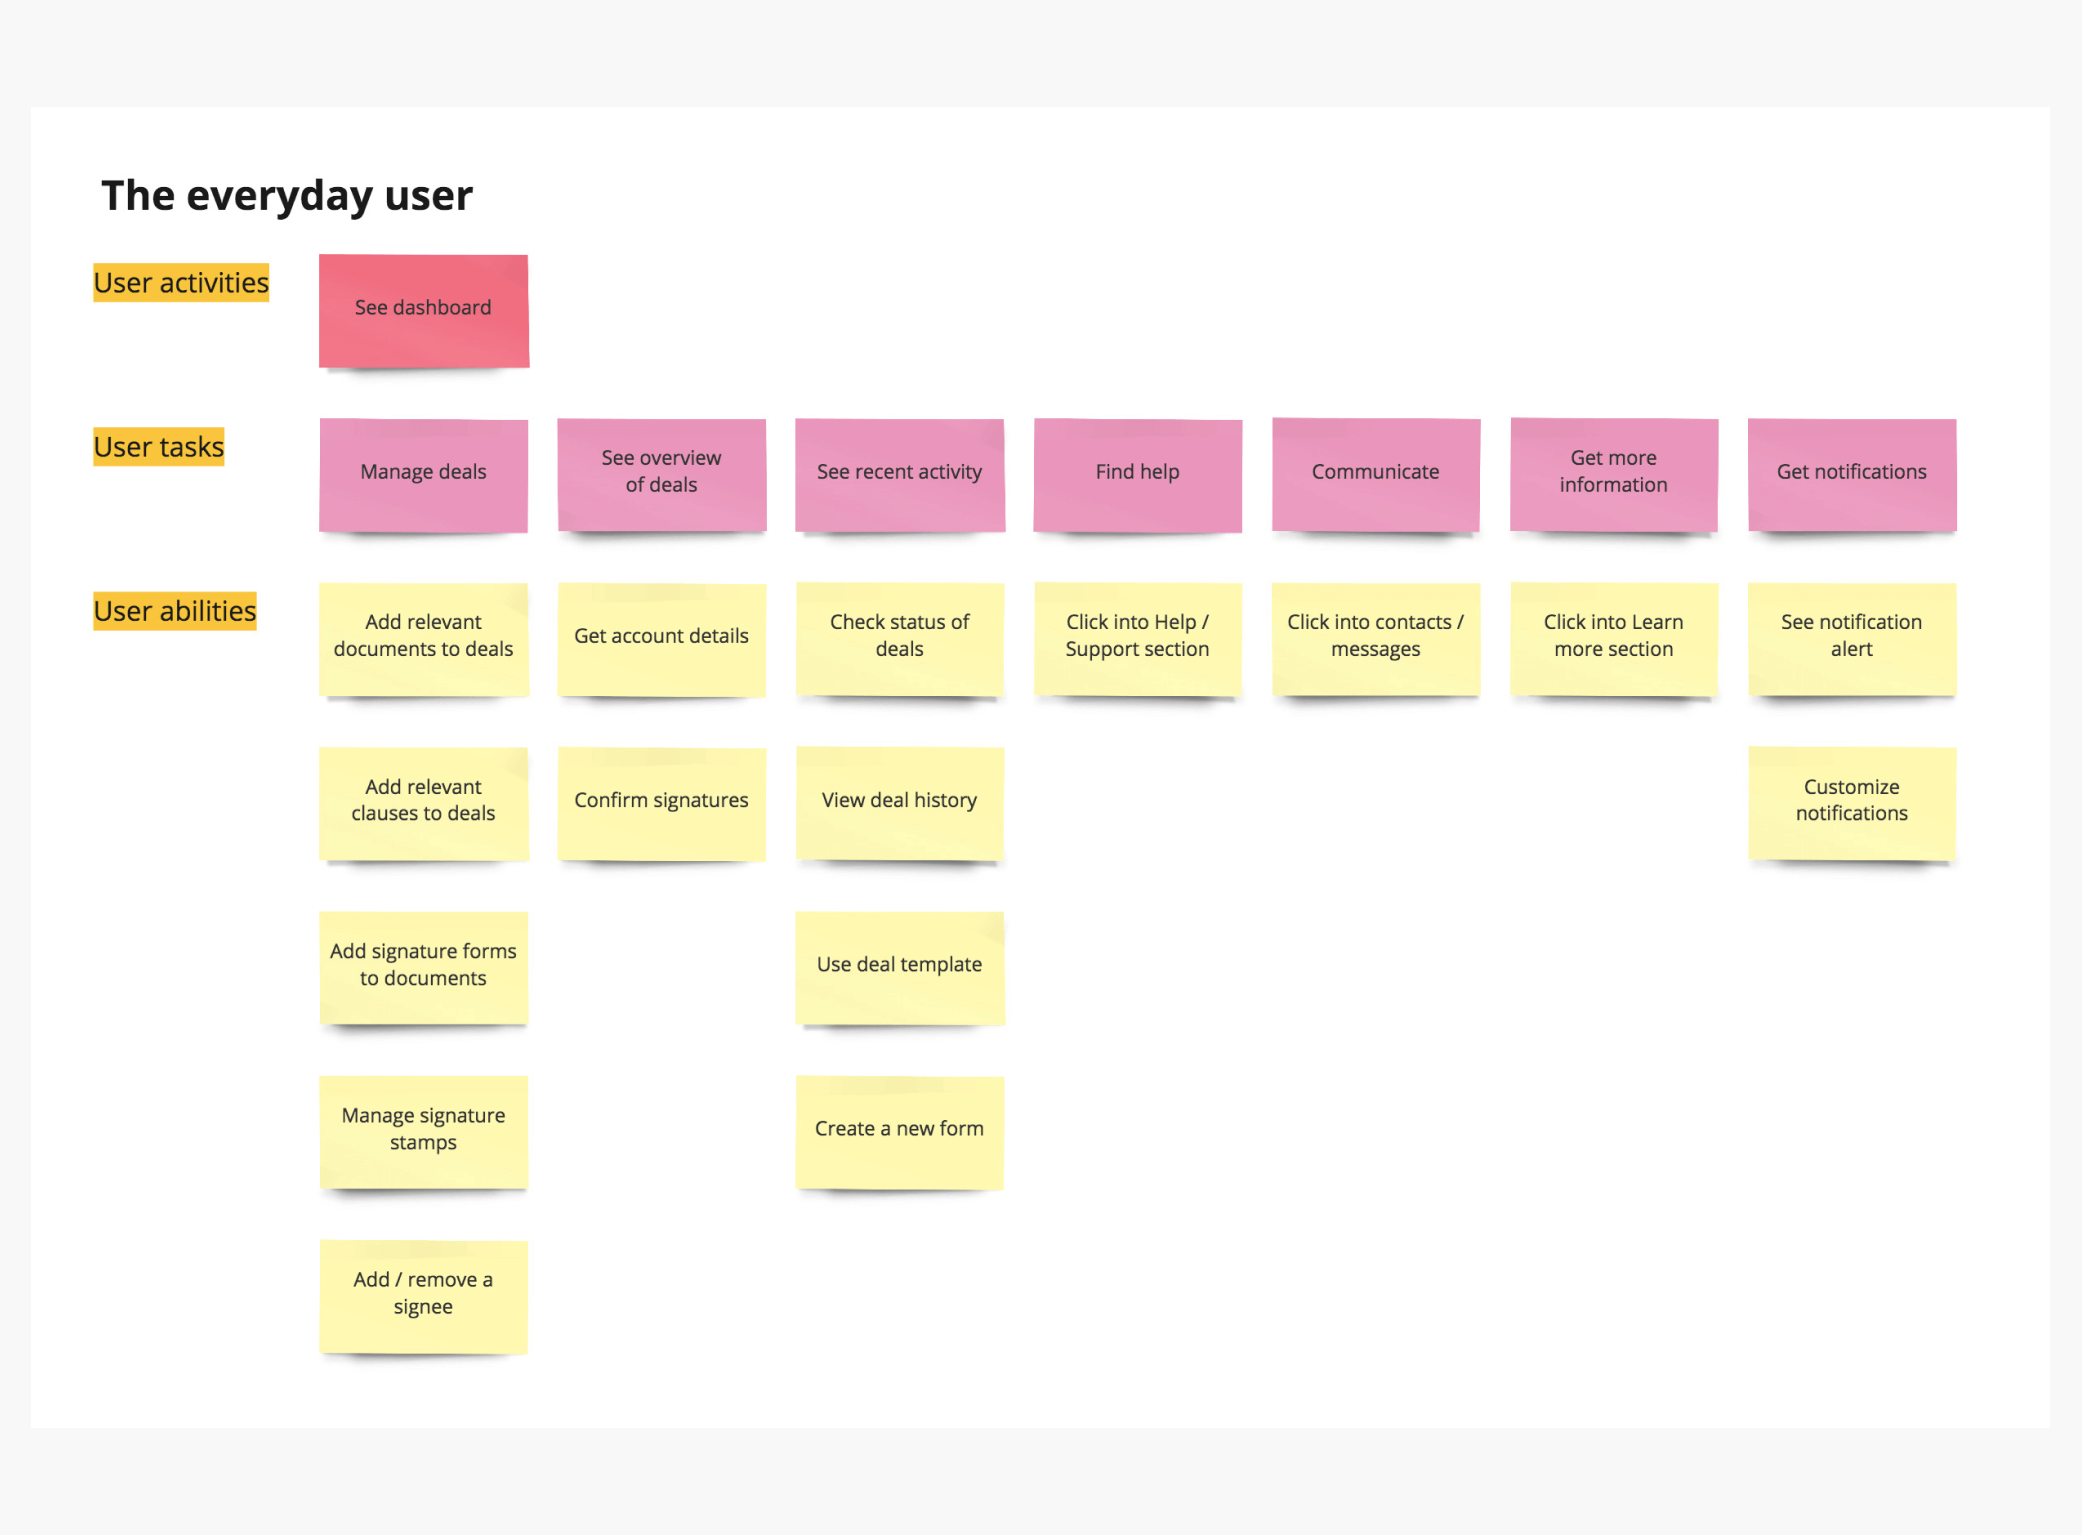 The everyday user
User activities
See dashboard
User tasks
Manage deals
See overview
of deals
See recent activity
Find help
Communicate
Get more
information
Get notifications
User abilities
Add relevant
documents to deals
Get account details
Check status of
deals
Click into Help /
Support section
Click into contacts /
messages
Click into Learn
more section
See notification
alert
Add relevant
clauses to deals
Confirm signatures
View deal history
Customize
notifications
Add signature forms
to documents
Use deal template
Manage signature
stamps
Create a new form
Add / remove a
signee